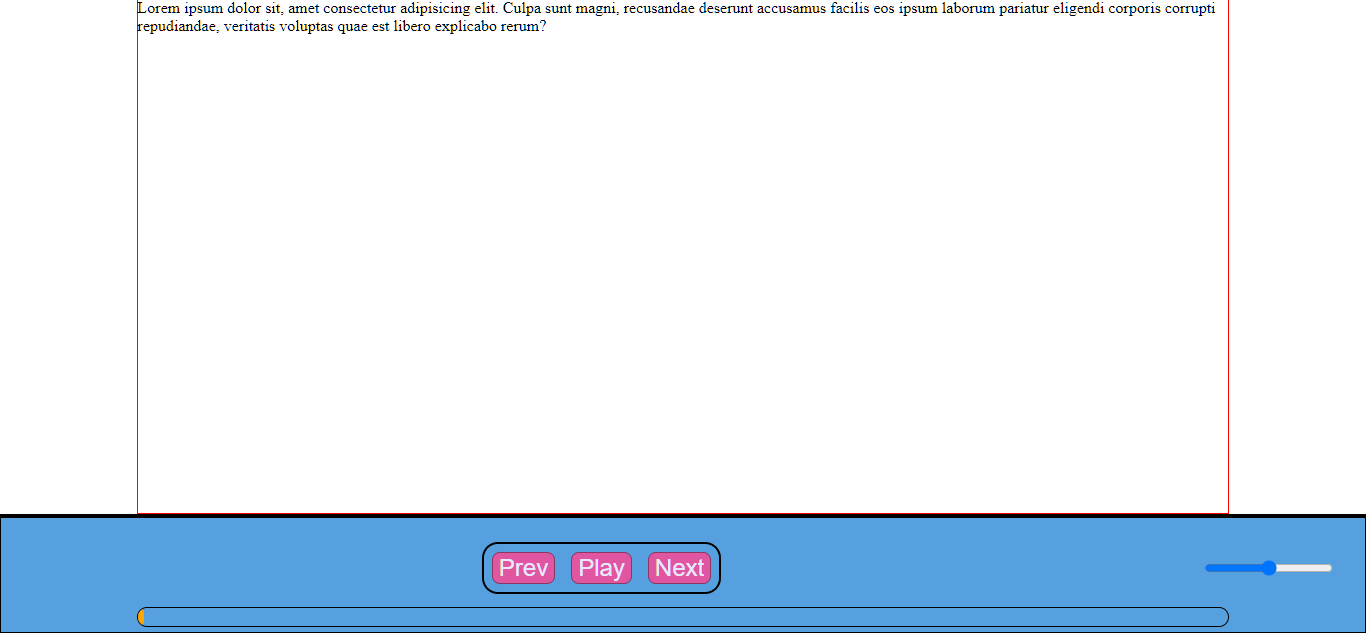 Lorem ipsum dolor sit, amet consectetur adipisicing elit. Culpa sunt magni, recusandae deserunt accusamus facilis eos ipsum laborum pariatur eligendi corporis corrupti
repudiandae, veritatis voluptas quae est libero explicabo rerum?
Prev Play Next